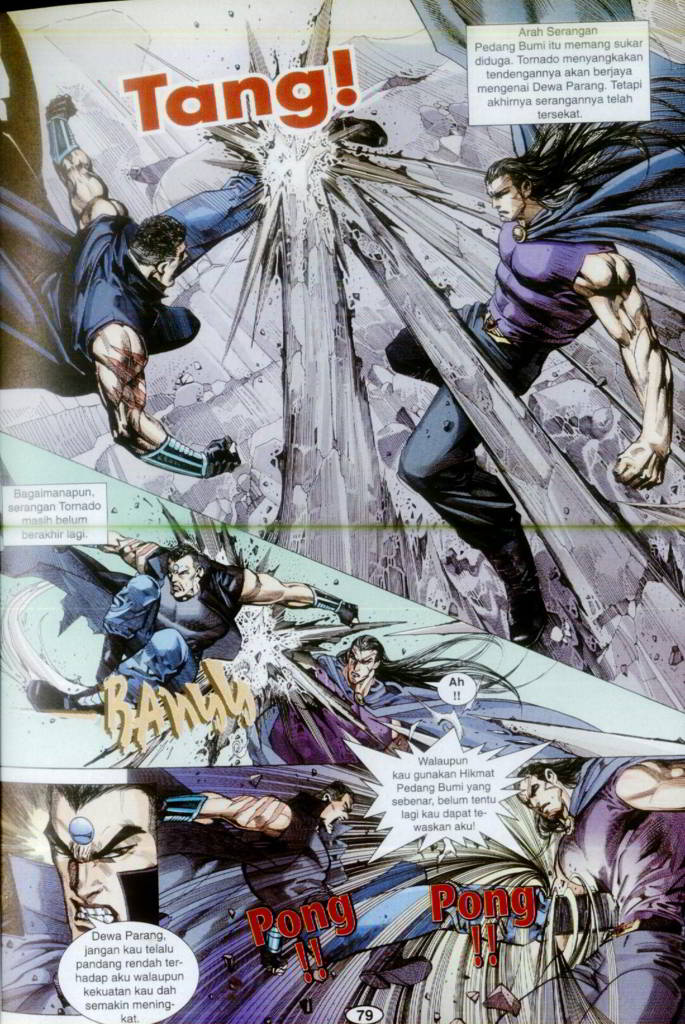 Tang!
Arah Serangan
Pedang Bumi itu memang sukar
diduga. Tornado menyangkakan
tendengannya akan berjaya
mengenai Dewa Parang. Tetapi
akhirnya serangannya telah
tersekat.
Bagaimanapun,
serangan Tornado
masih belum
berakhir lagi.
BANGG
Ah
!!
Walaupun
kau gunakan Hikmat
Pedang Bumi yang
sebenar, belum tentu
lagi kau dapat te-
waskan aku!
Dewa Parang,
jangan kau telalu
pandang rendah ter-
hadap aku walaupun
kekuatan kau dah
semakin mening-
kat.
Pong
!!
Pong
!!
79